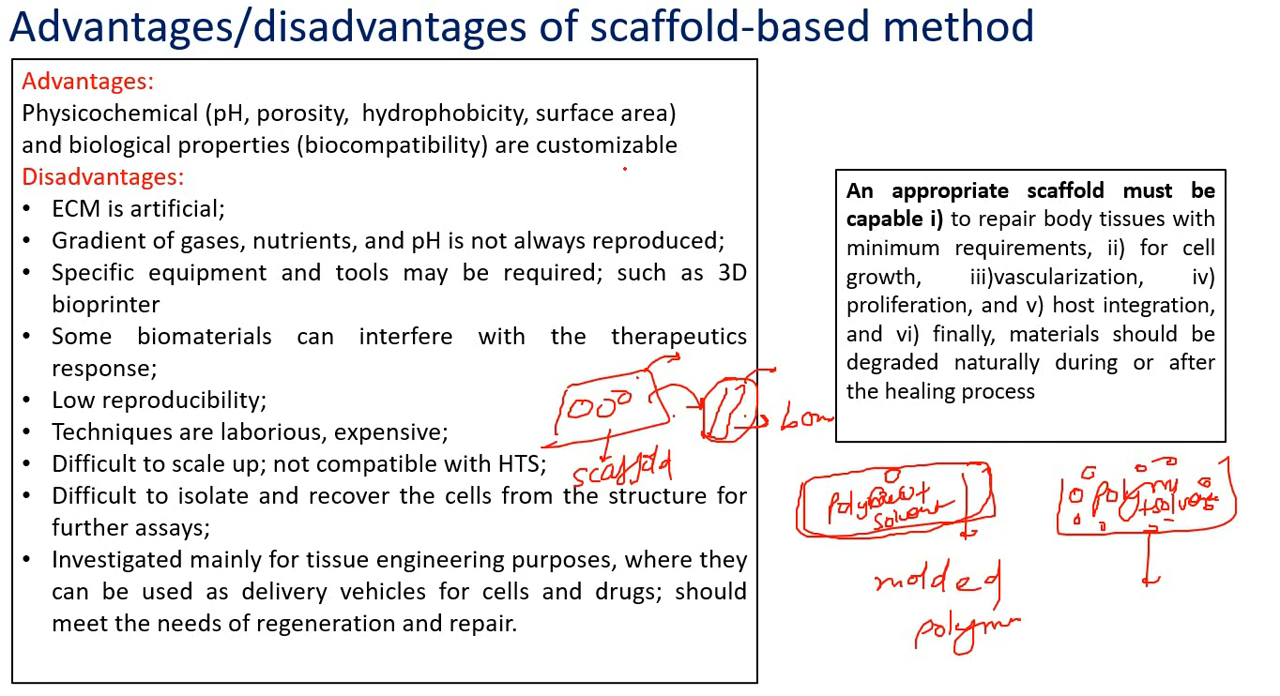 Advantages/disadvantages of scaffold-based method
Advantages:
Physicochemical (pH, porosity, hydrophobicity, surface area)
and biological properties (biocompatibility) are customizable
Disadvantages:
• ECM is artificial;
• Gradient of gases, nutrients, and pH is not always reproduced;
• Specific equipment and tools may be required; such as 3D
bioprinter
• Some biomaterials can interfere with the therapeutics
response;
• Low reproducibility;
• Techniques are laborious, expensive;
• Difficult to scale up; not compatible with HTS;
• Difficult to isolate and recover the cells from the structure for
further assays;
• Investigated mainly for tissue engineering purposes, where they
can be used as delivery vehicles for cells and drugs; should
meet the needs of regeneration and repair.
An appropriate scaffold must be
capable i) to repair body tissues with
minimum requirements, ii) for cell
growth, iii)vascularization, iv)
proliferation, and v) host integration,
and vi) finally, materials should be
degraded naturally during or after
the healing process
scaffold
solvent
molded